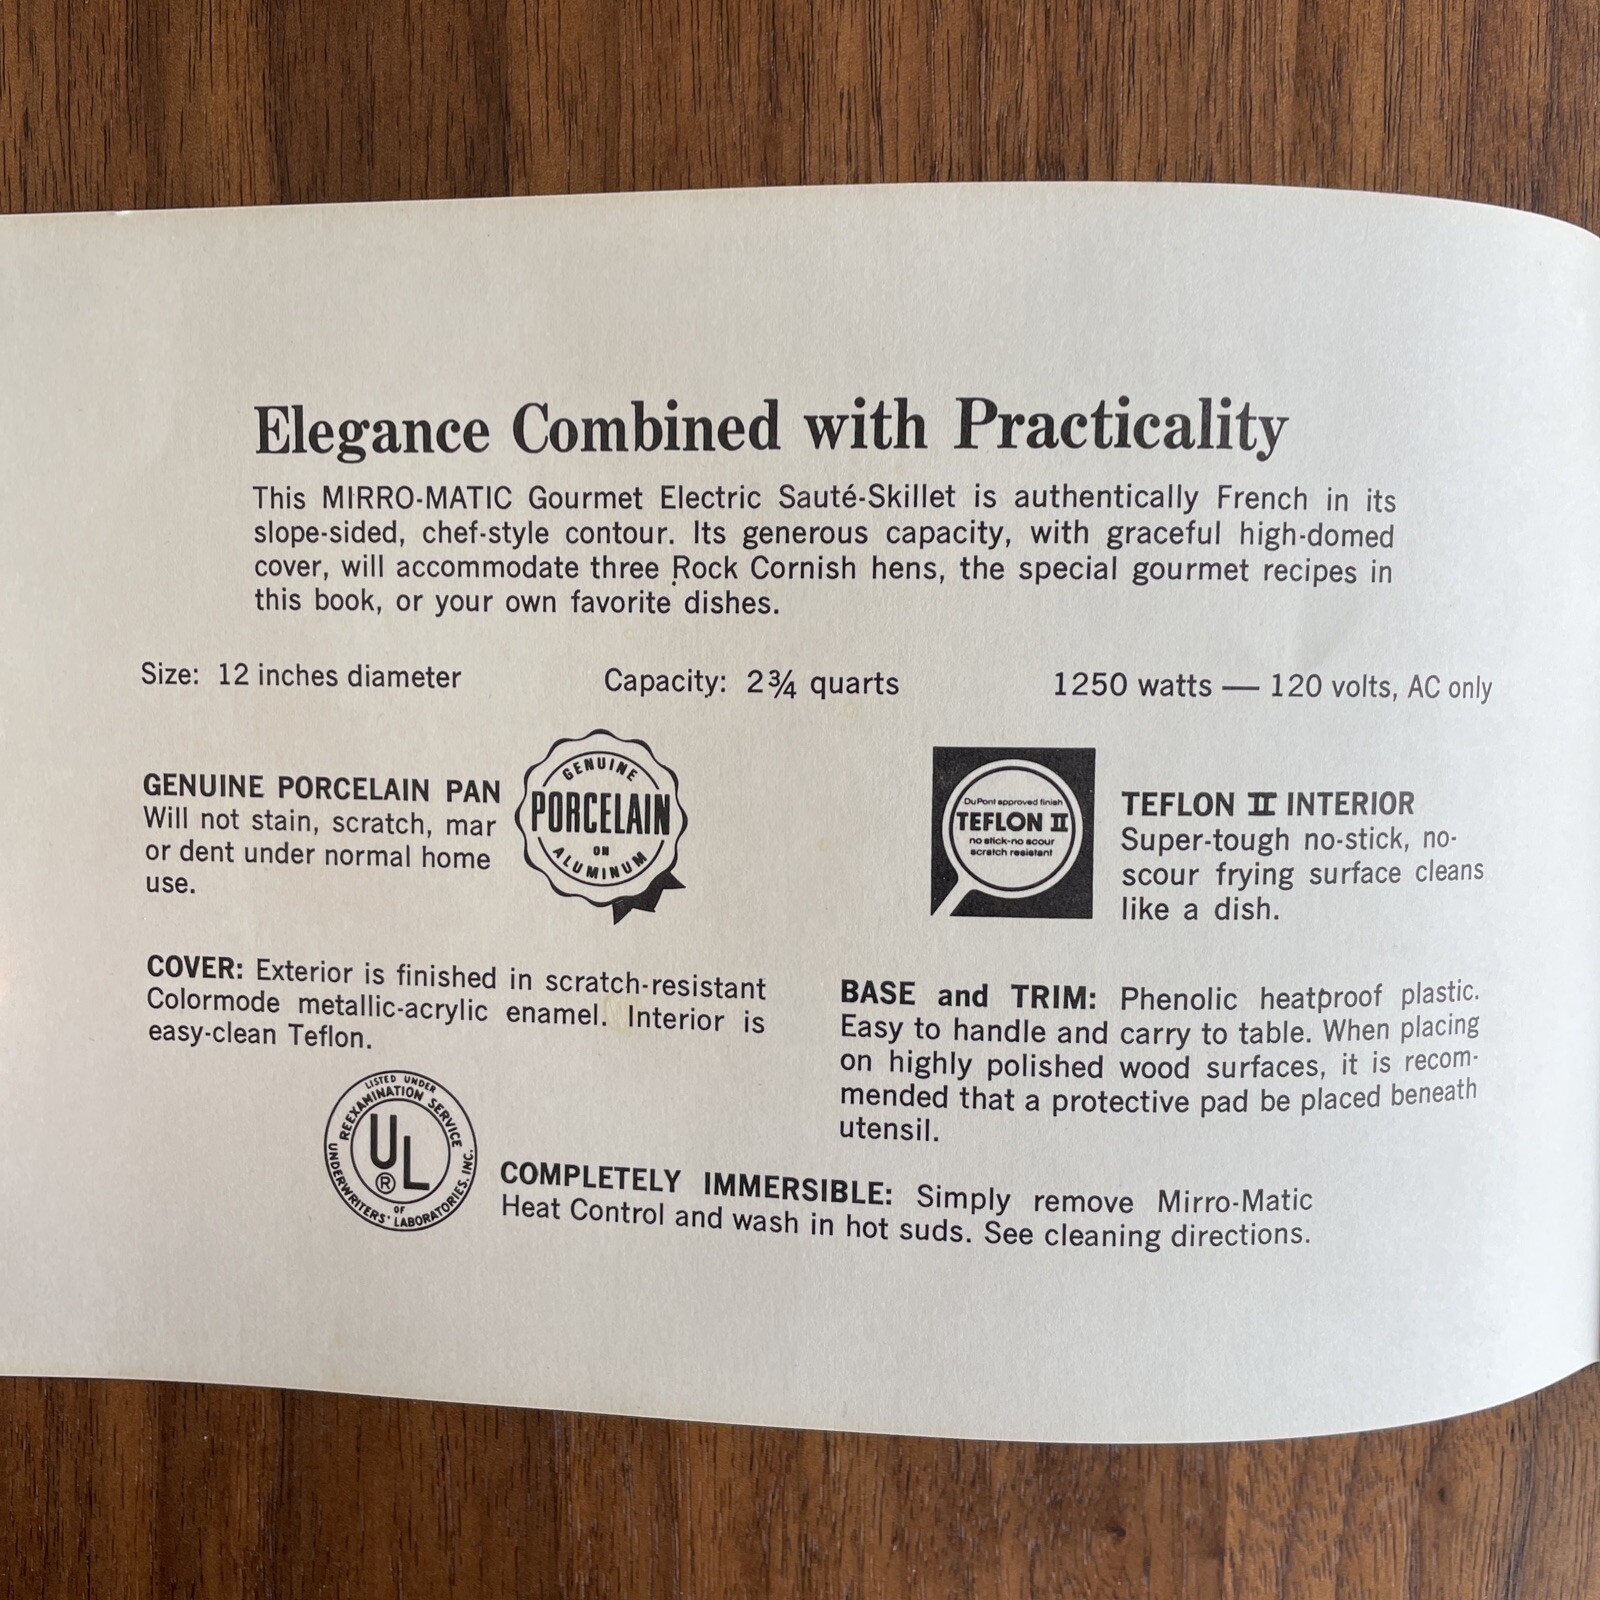 Elegance Combined with Practicality
This MIRRO-MATIC Gourmet Electric Sauté-Skillet is authentically French in its
slope-sided, chef-style contour. Its generous capacity, with graceful high-domed
cover, will accommodate three Rock Cornish hens, the special gourmet recipes in
this book, or your own favorite dishes.
Size: 12 inches diameter
Capacity: 2¾ quarts
1250 watts — 120 volts, AC only
GENUINE PORCELAIN PAN
Will not stain, scratch, mar
or dent under normal home
use.
GENUINE
PORCELAIN
ON
ALUMINUM
DuPont approved finish
TEFLON II
no stick-no scour
scratch resistant
TEFLON II INTERIOR
Super-tough no-stick, no-
scour frying surface cleans
like a dish.
COVER: Exterior is finished in scratch-resistant
Colormode metallic-acrylic enamel. Interior is
easy-clean Teflon.
BASE and TRIM: Phenolic heatproof plastic.
Easy to handle and carry to table. When placing
on highly polished wood surfaces, it is recom-
mended that a protective pad be placed beneath
utensil.
LISTED UNDER
REEXAMINATION SERVICE
UL
®
OF
UNDERWRITERS' LABORATORIES, INC.
COMPLETELY IMMERSIBLE: Simply remove Mirro-Matic
Heat Control and wash in hot suds. See cleaning directions.